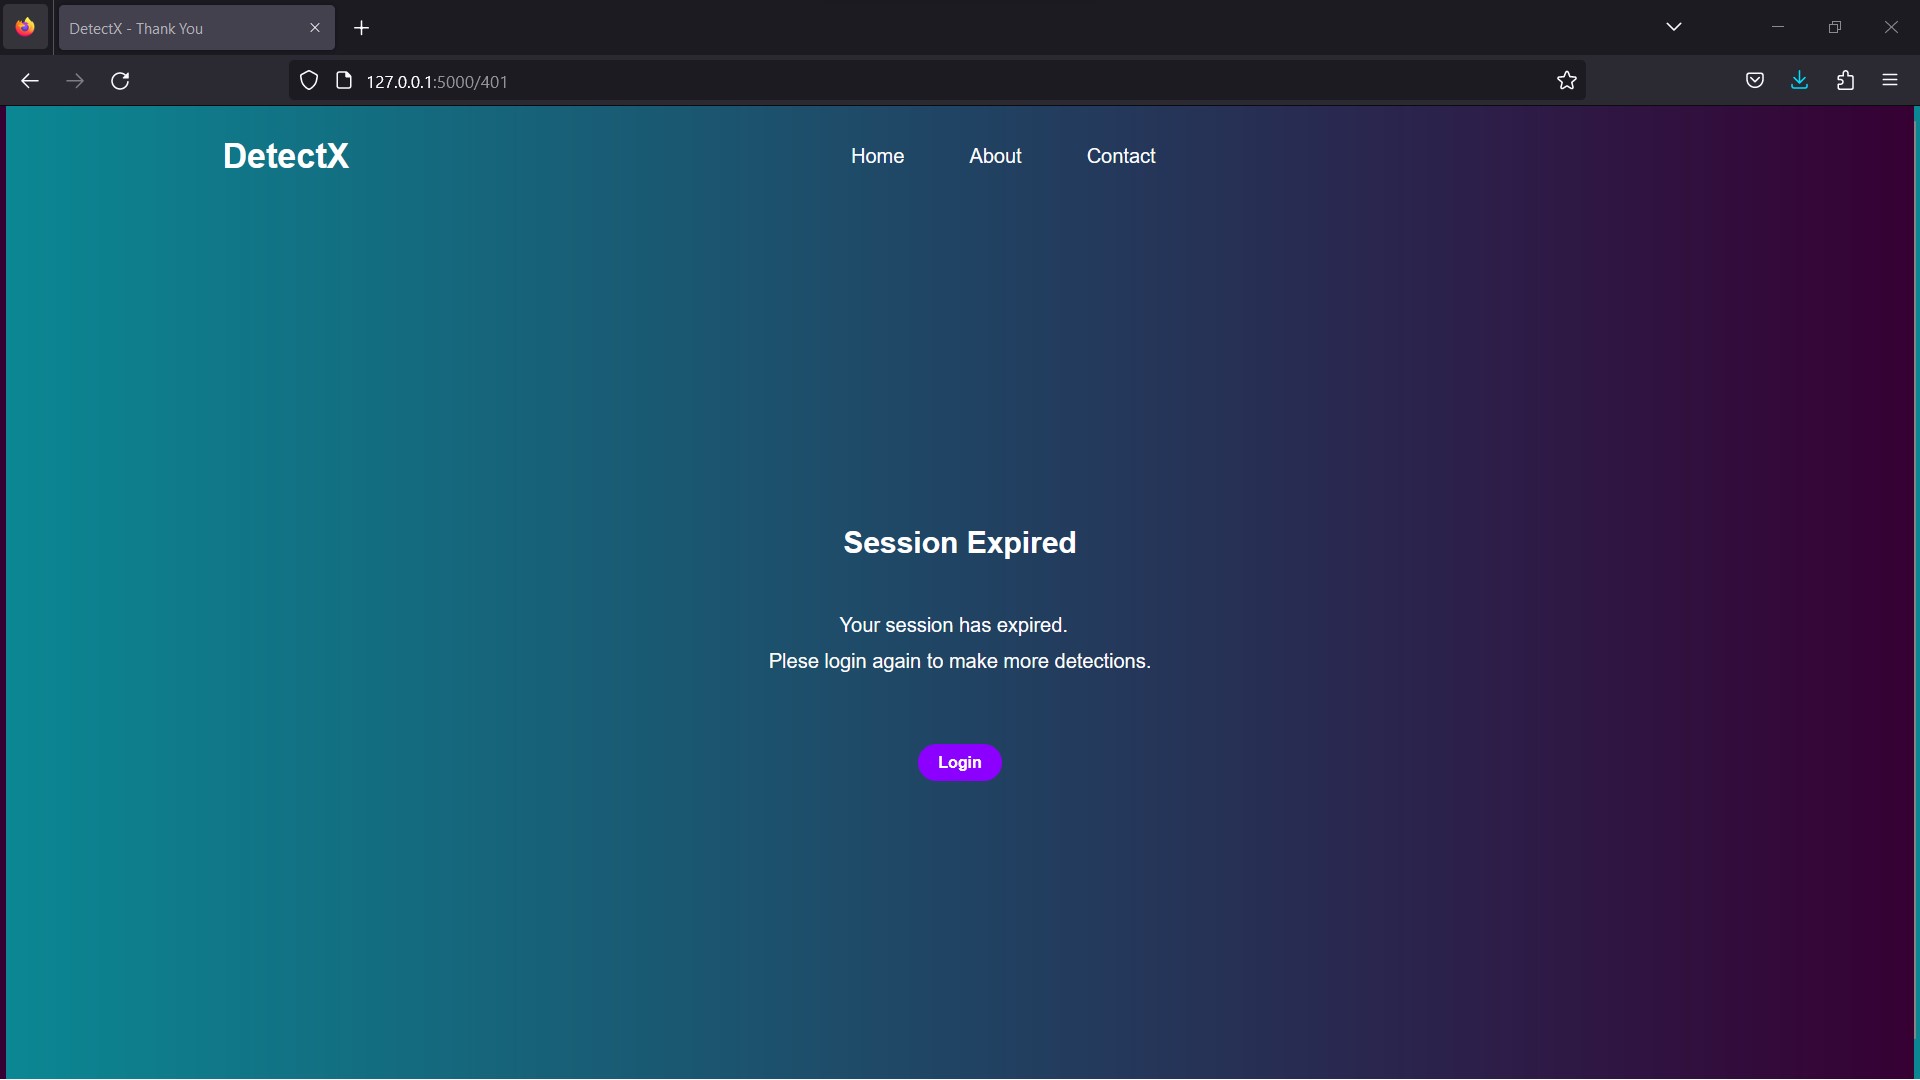 DetectX - Thank You
127.0.0.1:5000/401
DetectX
Home About Contact
Session Expired
Your session has expired.
Plese login again to make more detections.
Login